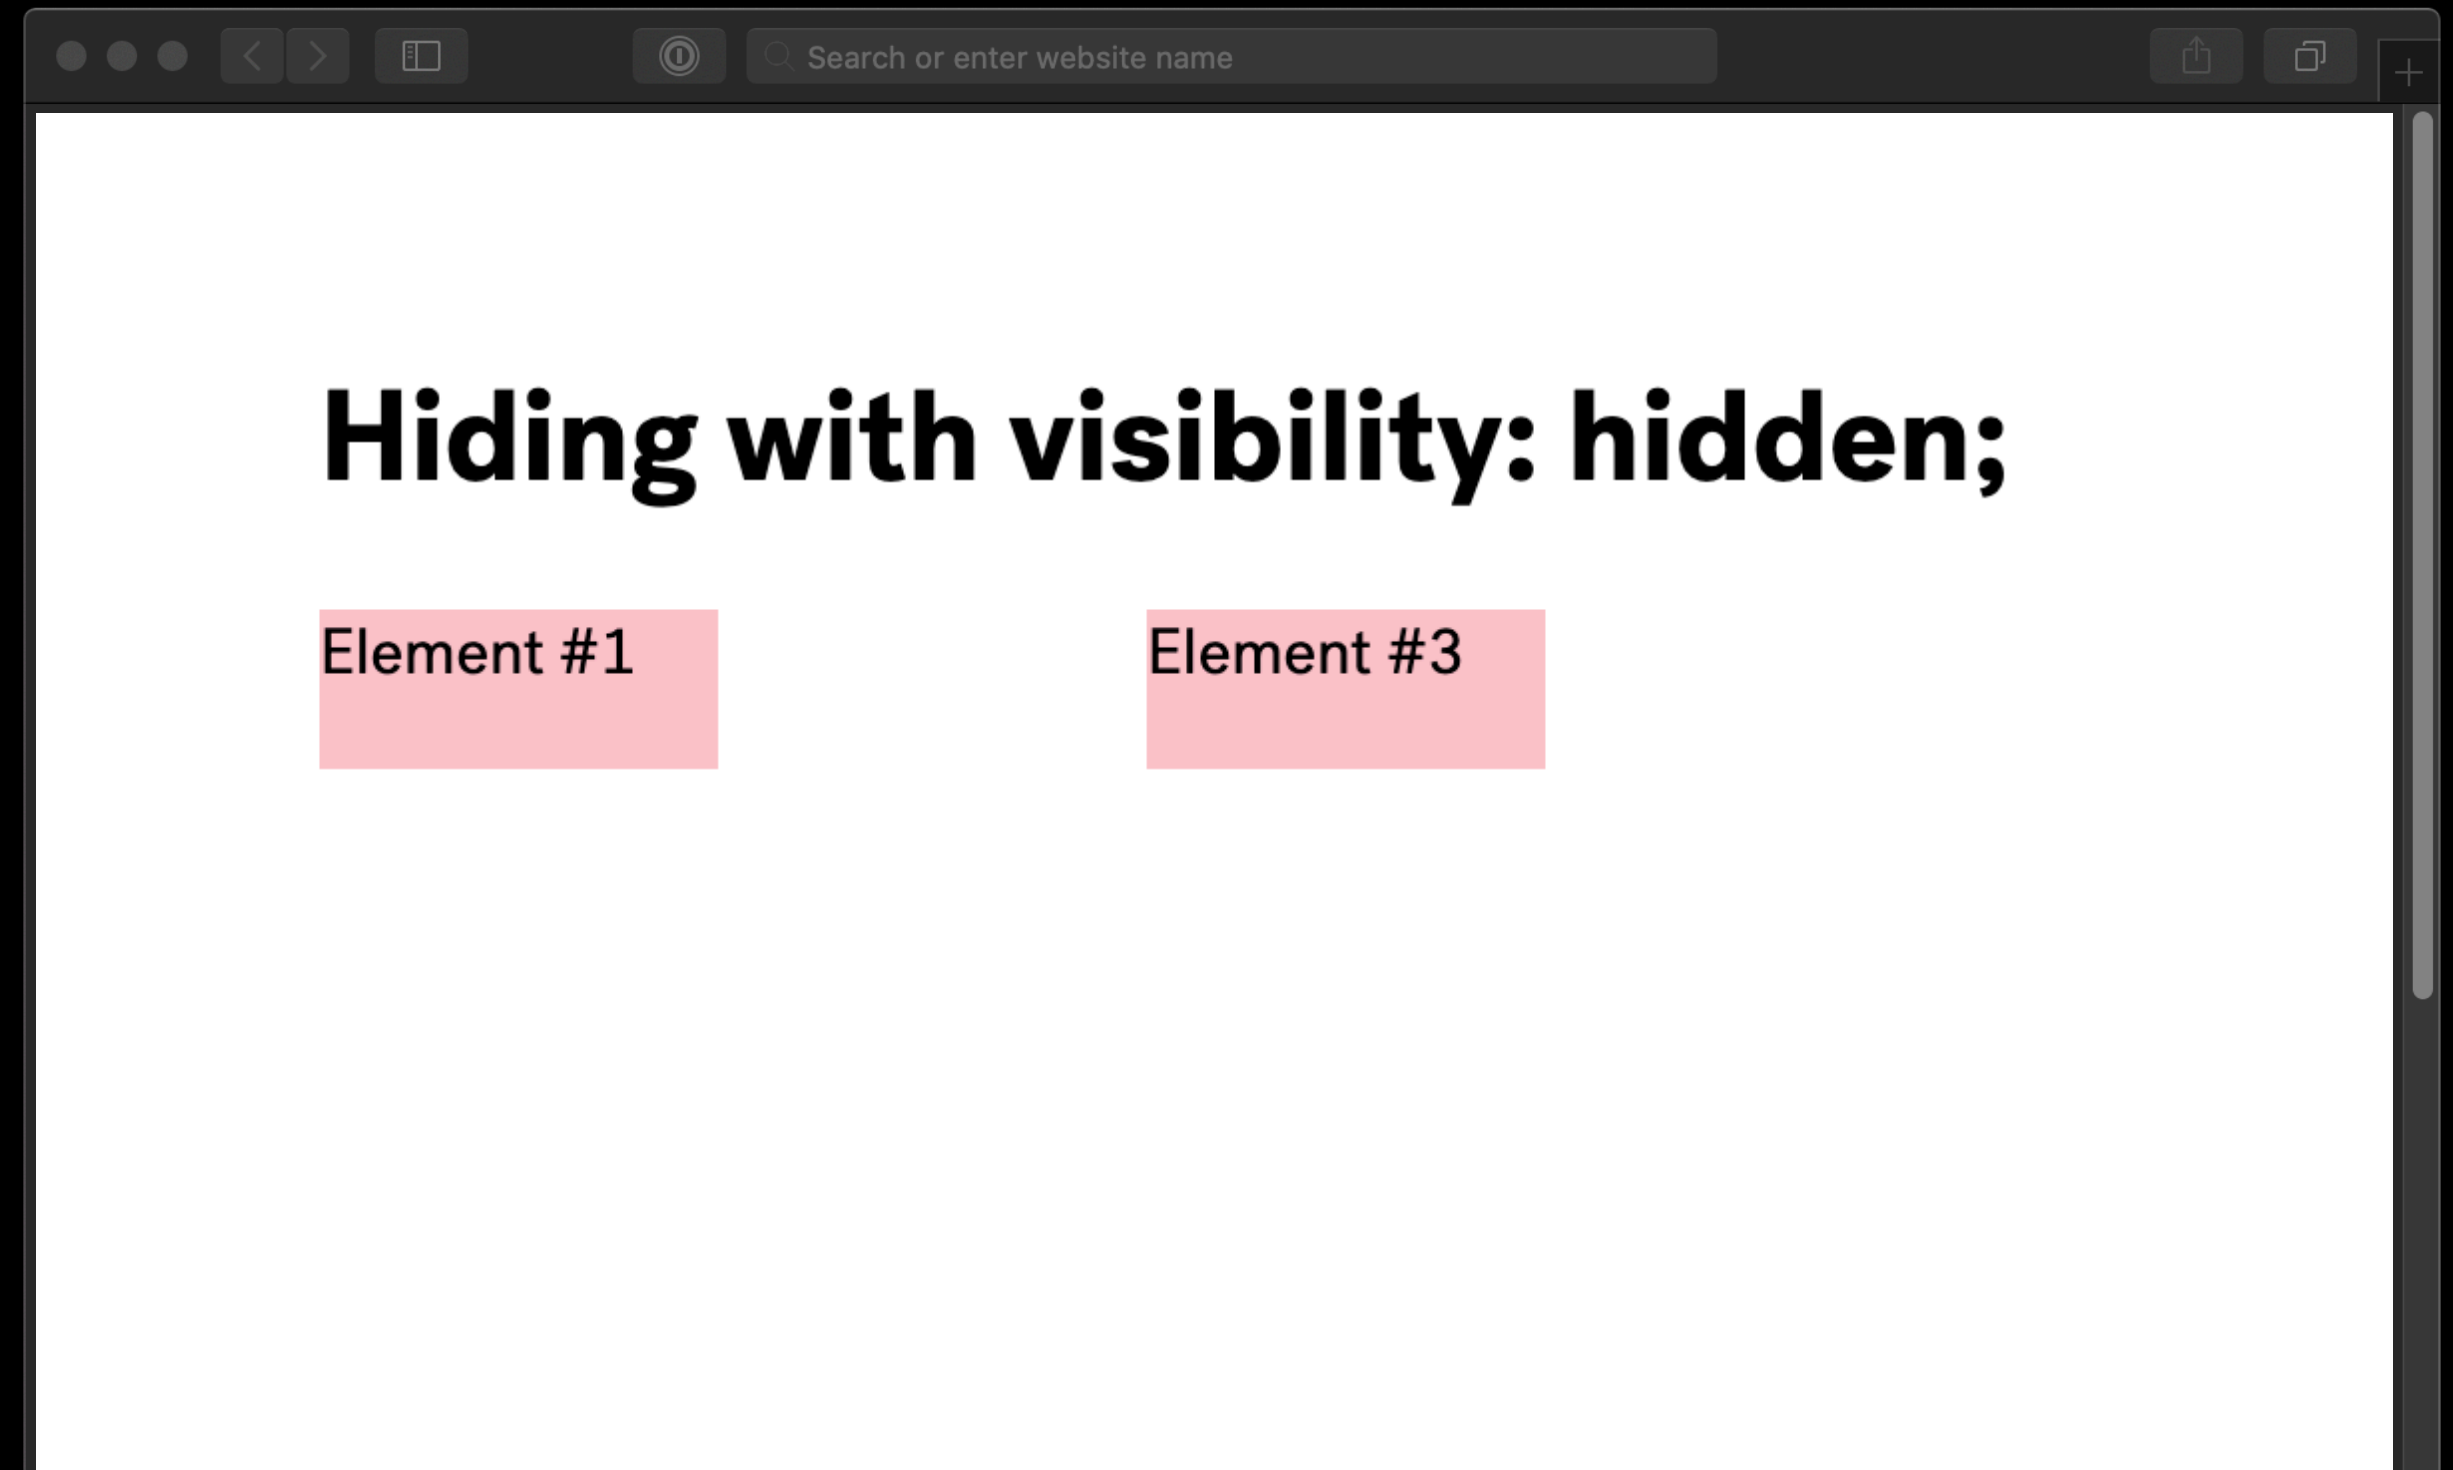 Search or enter website name
Hiding with visibility: hidden;
Element #1
Element #3